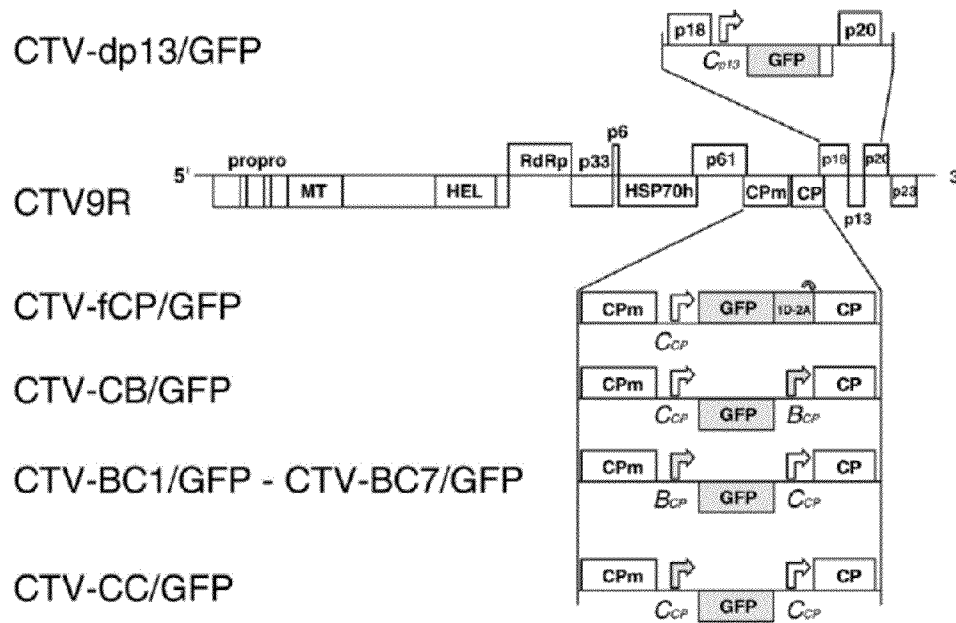 CTV-dp13/GFP
p18 p20
Cp13 GFP
p6
RdRp p33 p61 p18 p20
5' propro 3'
CTV9R
MT HEL HSP70h CPm CP p13 p23
CTV-fCP/GFP
CPm GFP 1D-2A CP
CCP
CTV-CB/GFP
CPm CP
CCP GFP BCP
CTV-BC1/GFP - CTV-BC7/GFP
CPm CP
BCP GFP CCP
CTV-CC/GFP
CPm CP
CCP GFP CCP